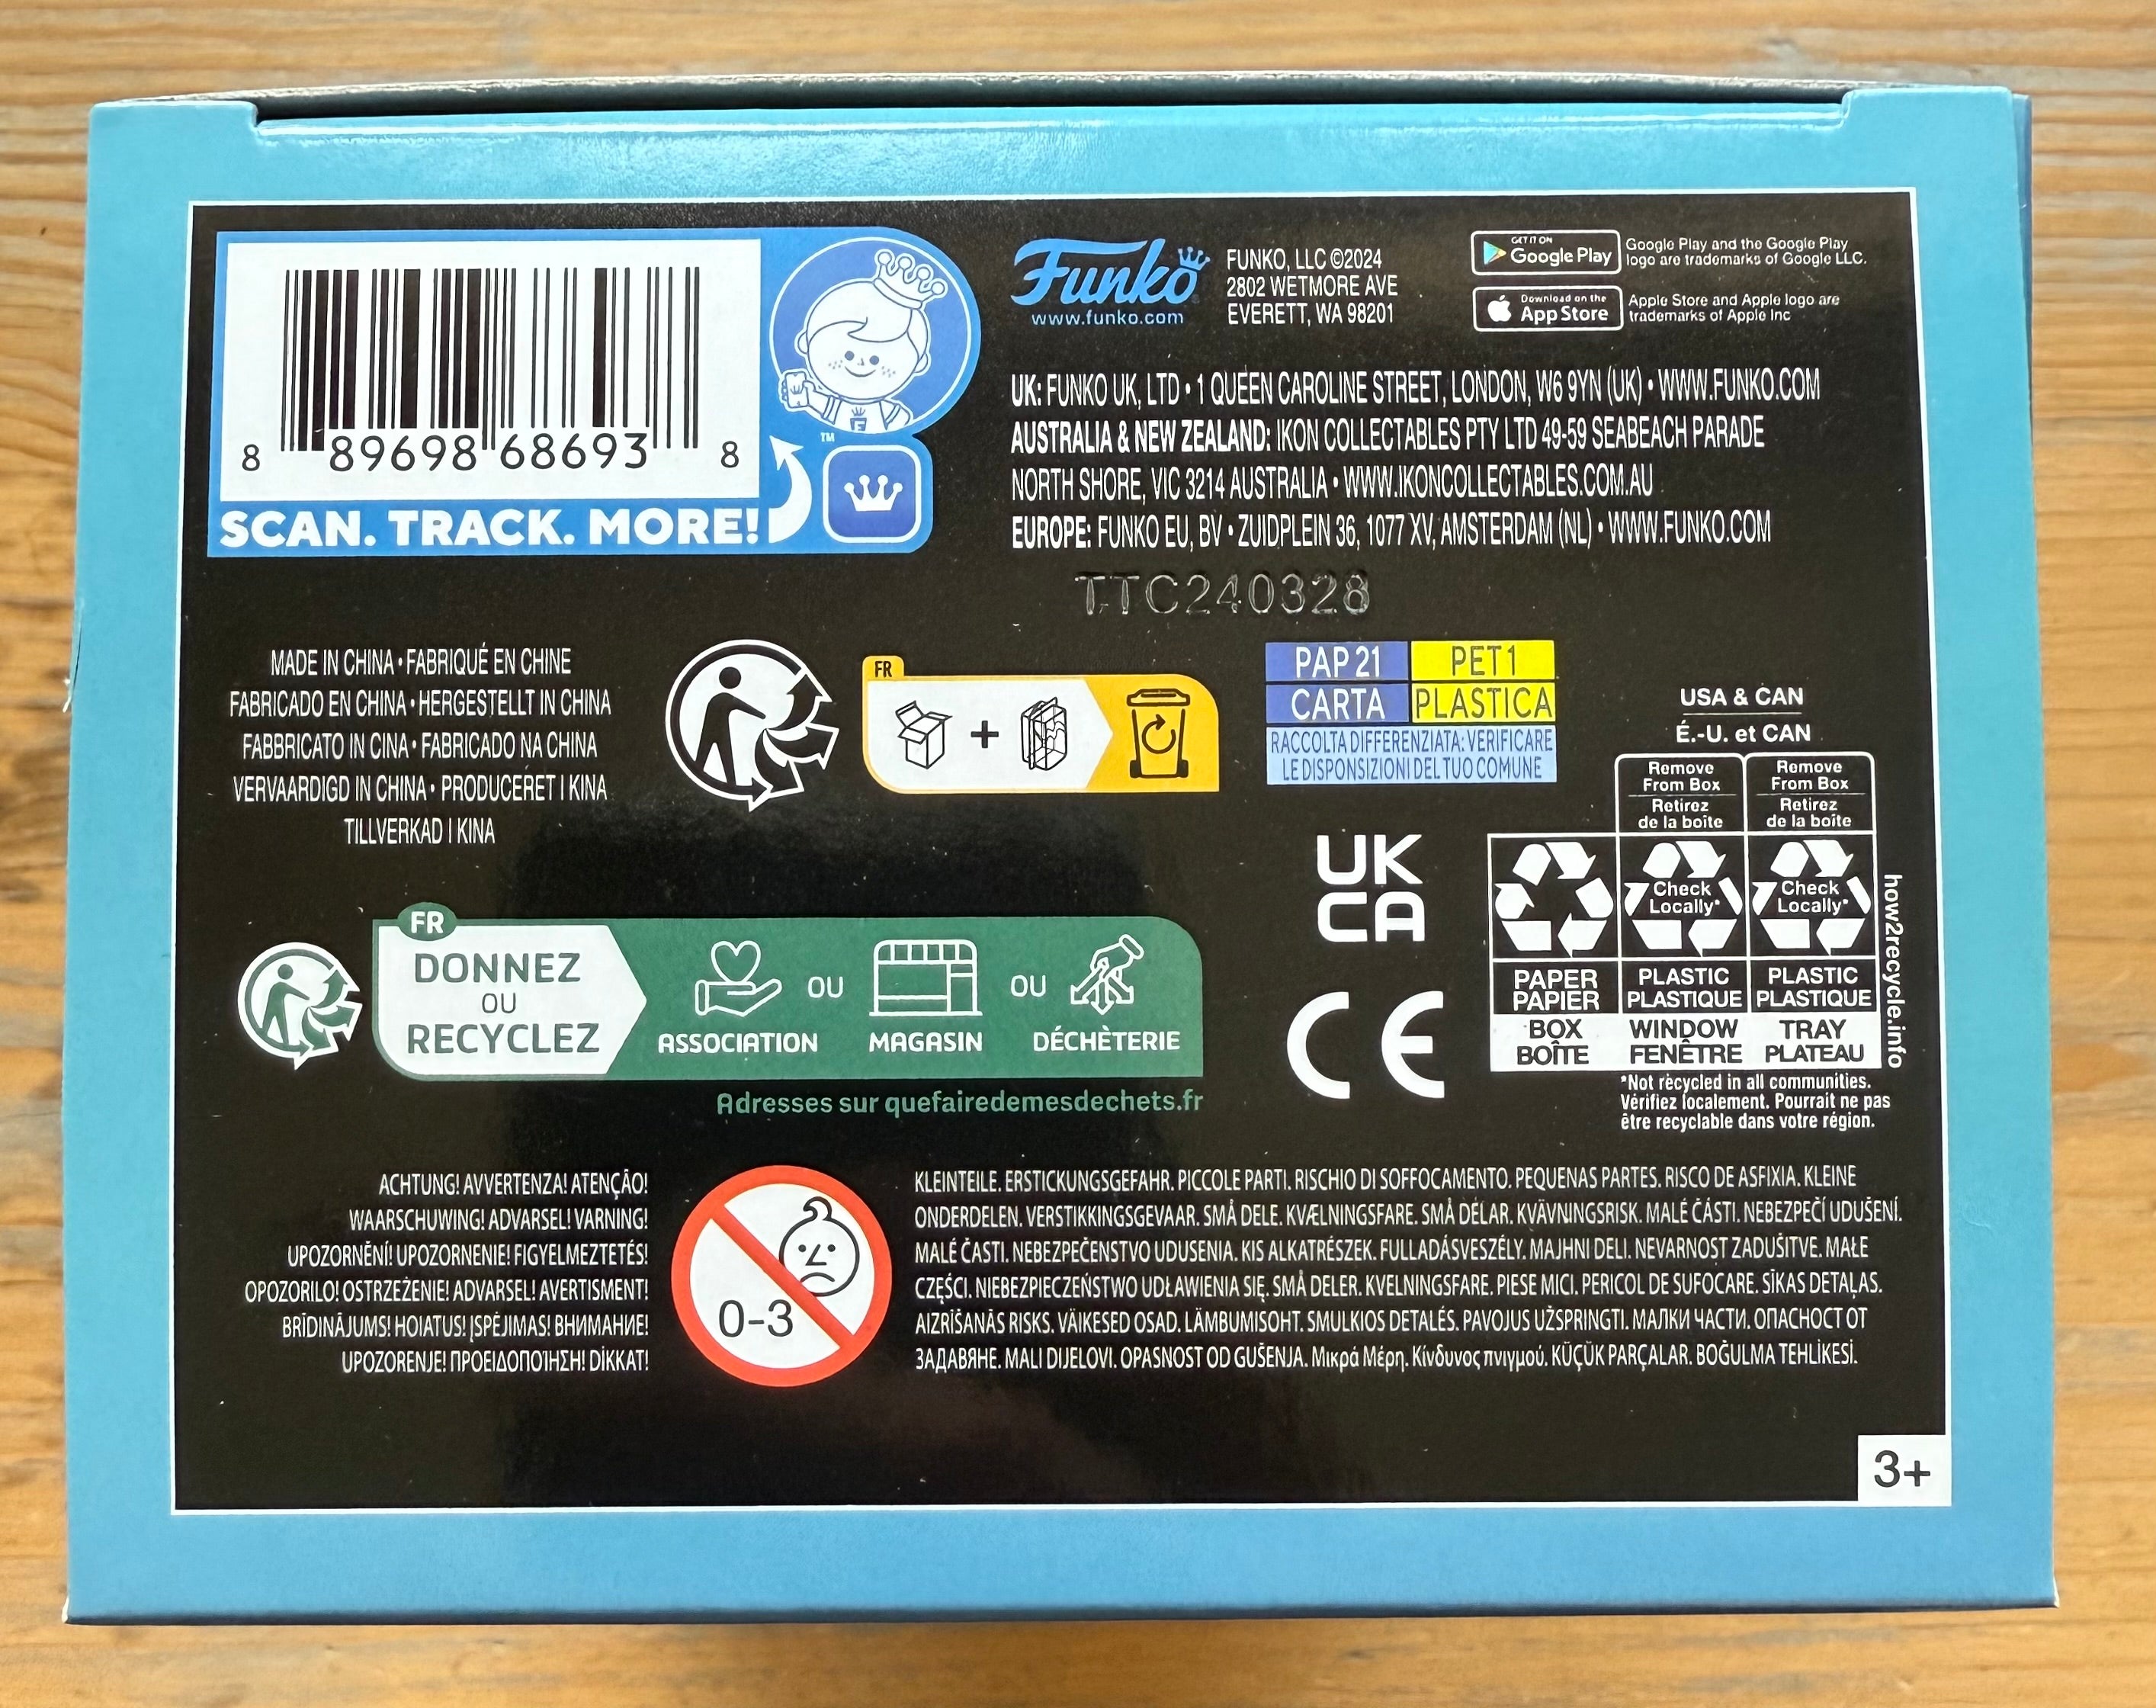 8 89698 68693 8
SCAN. TRACK. MORE!
™
Funko
www.funko.com
FUNKO, LLC ©2024
2802 WETMORE AVE
EVERETT, WA 98201
GET IT ON
Google Play
Google Play and the Google Play
logo are trademarks of Google LLC.
Download on the
App Store
Apple Store and Apple logo are
trademarks of Apple Inc
UK: FUNKO UK, LTD • 1 QUEEN CAROLINE STREET, LONDON, W6 9YN (UK) • WWW.FUNKO.COM
AUSTRALIA & NEW ZEALAND: IKON COLLECTABLES PTY LTD 49-59 SEABEACH PARADE
NORTH SHORE, VIC 3214 AUSTRALIA • WWW.IKONCOLLECTABLES.COM.AU
EUROPE: FUNKO EU, BV • ZUIDPLEIN 36, 1077 XV, AMSTERDAM (NL) • WWW.FUNKO.COM
TTC240328
MADE IN CHINA • FABRIQUÉ EN CHINE
FABRICADO EN CHINA • HERGESTELLT IN CHINA
FABBRICATO IN CINA • FABRICADO NA CHINA
VERVAARDIGD IN CHINA • PRODUCERET I KINA
TILLVERKAD I KINA
FR
+
PAP 21
PET 1
CARTA
PLASTICA
RACCOLTA DIFFERENZIATA: VERIFICARE
LE DISPONSIZIONI DEL TUO COMUNE
USA & CAN
É.-U. et CAN
Remove
From Box
Retirez
de la boîte
Remove
From Box
Retirez
de la boîte
Check
Locally*
Check
Locally*
PAPER
PAPIER
PLASTIC
PLASTIQUE
PLASTIC
PLASTIQUE
BOX
BOÎTE
WINDOW
FENÊTRE
TRAY
PLATEAU
how2recycle.info
*Not recycled in all communities.
Vérifiez localement. Pourrait ne pas
être recyclable dans votre région.
UK
CA
CE
FR
DONNEZ
OU
RECYCLEZ
ASSOCIATION
OU
MAGASIN
OU
DÉCHÈTERIE
Adresses sur quefairedemesdechets.fr
ACHTUNG! AVVERTENZA! ATENÇÃO!
WAARSCHUWING! ADVARSEL! VARNING!
UPOZORNĚNÍ! UPOZORNENIE! FIGYELMEZTETÉS!
OPOZORILO! OSTRZEŻENIE! ADVARSEL! AVERTISMENT!
BRĪDINĀJUMS! HOIATUS! ĮSPĖJIMAS! ВНИМАНИЕ!
UPOZORENJE! ΠΡΟΕΙΔΟΠΟΊΗΣΗ! DİKKAT!
0-3
KLEINTEILE. ERSTICKUNGSGEFAHR. PICCOLE PARTI. RISCHIO DI SOFFOCAMENTO. PEQUENAS PARTES. RISCO DE ASFIXIA. KLEINE
ONDERDELEN. VERSTIKKINGSGEVAAR. SMÅ DELE. KVÆLNINGSFARE. SMÅ DELAR. KVÄVNINGSRISK. MALÉ ČÁSTI. NEBEZPEČÍ UDUŠENÍ.
MALÉ ČASTI. NEBEZPEČENSTVO UDUSENIA. KIS ALKATRÉSZEK. FULLADÁSVESZÉLY. MAJHNI DELI. NEVARNOST ZADUŠITVE. MAŁE
CZĘŚCI. NIEBEZPIECZEŃSTWO UDŁAWIENIA SIĘ. SMÅ DELER. KVELNINGSFARE. PIESE MICI. PERICOL DE SUFOCARE. SĪKAS DETAĻAS.
AIZRĪŠANĀS RISKS. VÄIKESED OSAD. LÄMBUMISOHT. SMULKIOS DETALĖS. PAVOJUS UŽSPRINGTI. МАЛКИ ЧАСТИ. ОПАСНОСТ ОТ
ЗАДАВЯНЕ. MALI DIJELOVI. OPASNOST OD GUŠENJA. Μικρά Μέρη. Κίνδυνος πνιγμού. KÜÇÜK PARÇALAR. BOĞULMA TEHLİKESİ.
3+